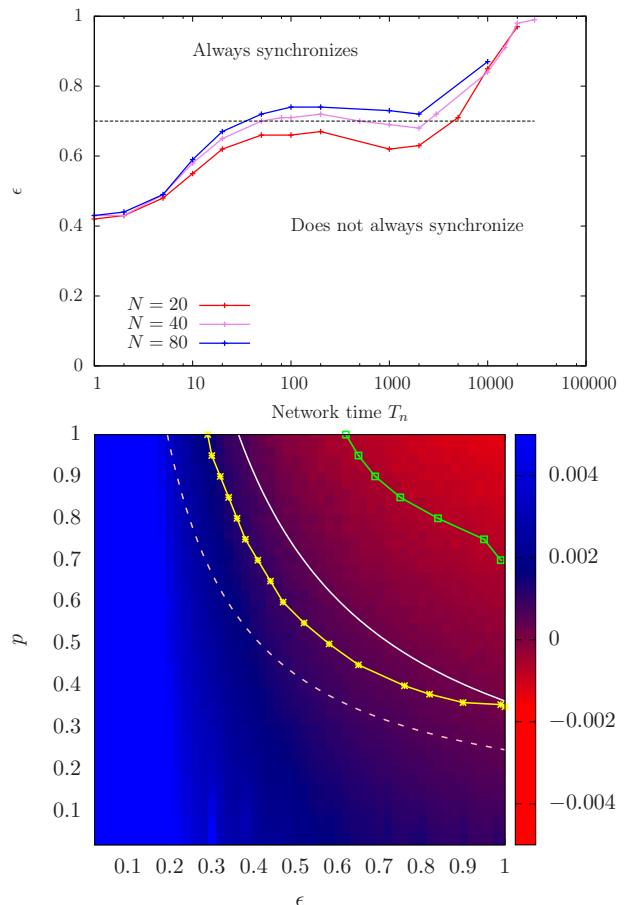 1
Always synchronizes
0.8
0.6
ϵ
0.4
Does not always synchronize
0.2
N = 20
N = 40
N = 80
0
1 10 100 1000 10000 100000
Network time T_n
1
0.9
0.8
0.7
0.6
p
0.5
0.4
0.3
0.2
0.1
0.1 0.2 0.3 0.4 0.5 0.6 0.7 0.8 0.9 1
ϵ
0.004
0.002
0
−0.002
−0.004